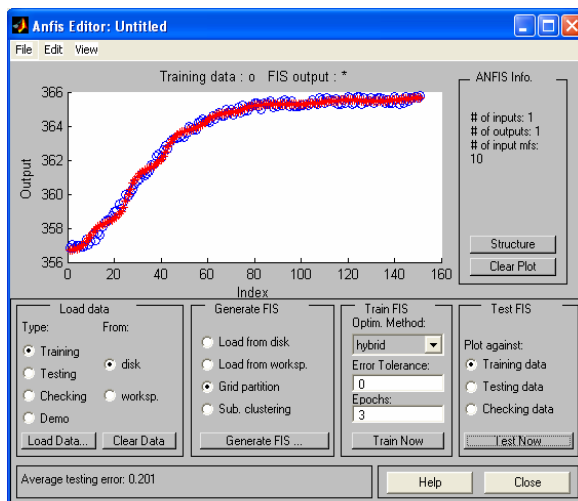 Anfis Editor: Untitled
File Edit View
Training data : o FIS output : *
366
364
362
360
358
356
Output
0 20 40 60 80 100 120 140 160
Index
ANFIS Info.
# of inputs: 1
# of outputs: 1
# of input mfs:
10
Structure
Clear Plot
Load data
Type: From:
Training
Testing
Checking
Demo
disk
worksp.
Load Data... Clear Data
Generate FIS
Load from disk
Load from worksp.
Grid partition
Sub. clustering
Generate FIS ...
Train FIS
Optim. Method:
hybrid
Error Tolerance:
0
Epochs:
3
Train Now
Test FIS
Plot against:
Training data
Testing data
Checking data
Test Now
Average testing error: 0.201
Help Close